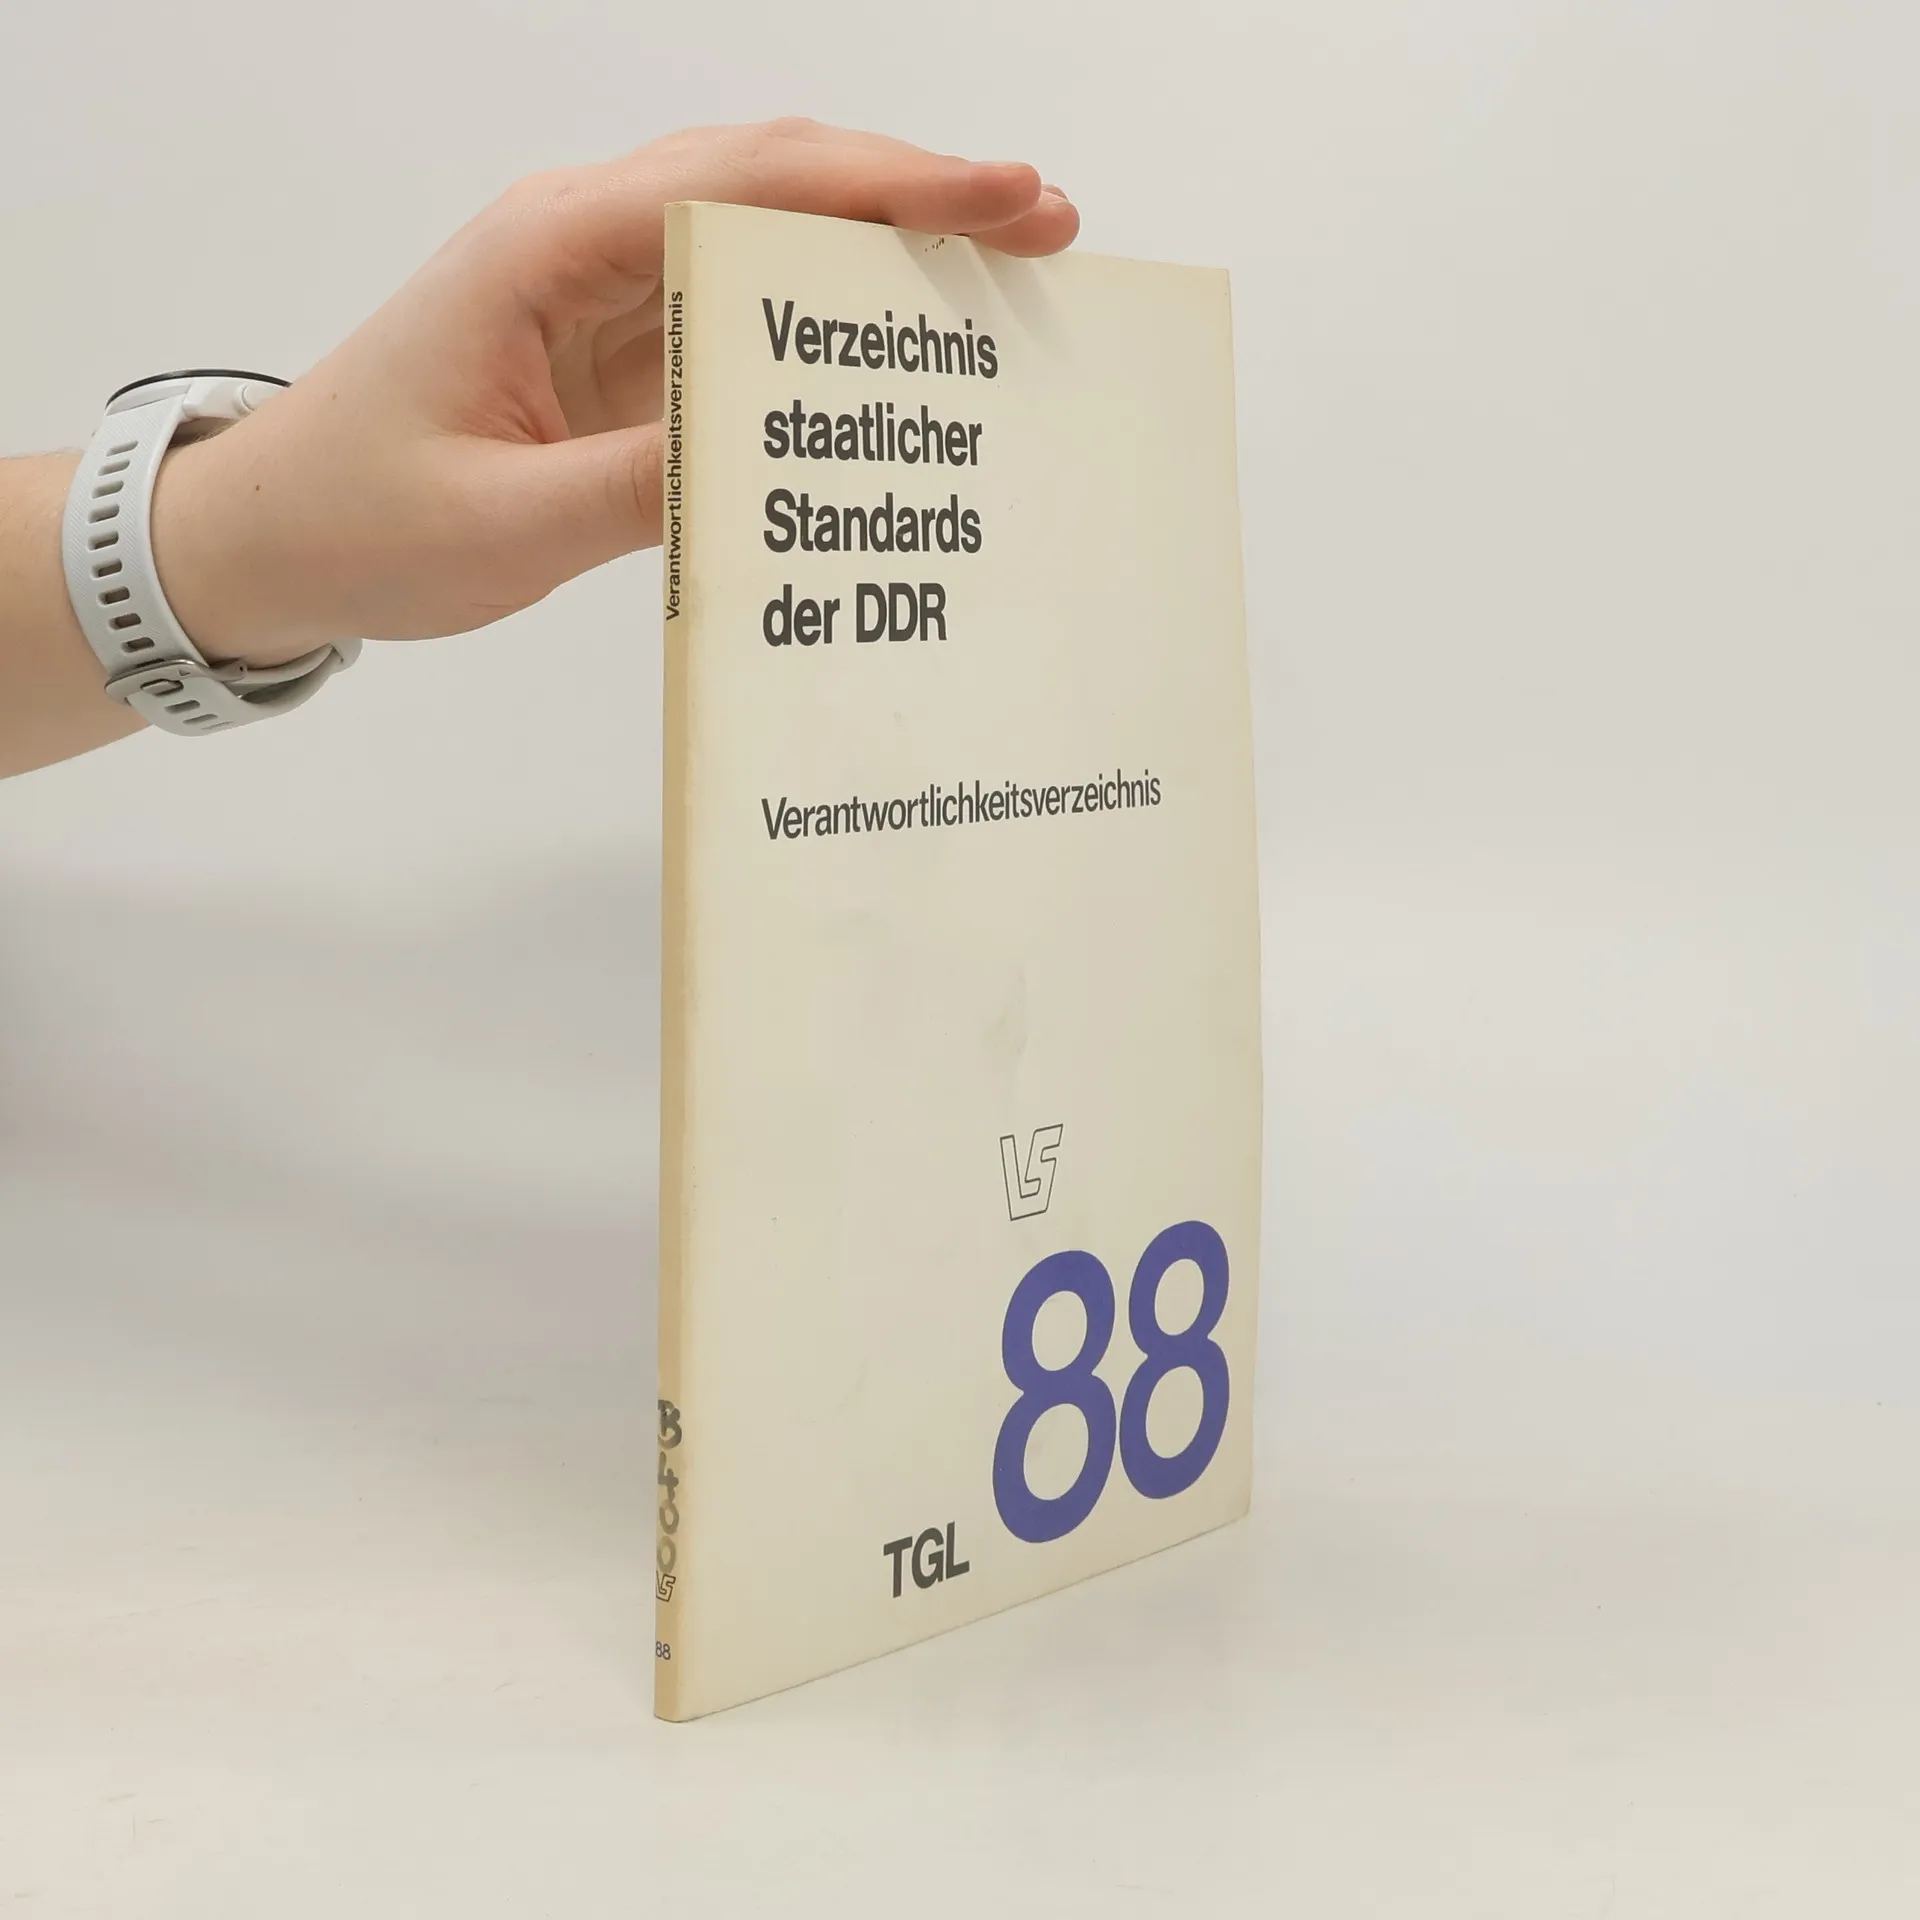 Verantwortlichkeitsverzeichnis
88
Verzeichnis
staatlicher
Standards
der DDR
Verantwortlichkeitsverzeichnis
88
TGL